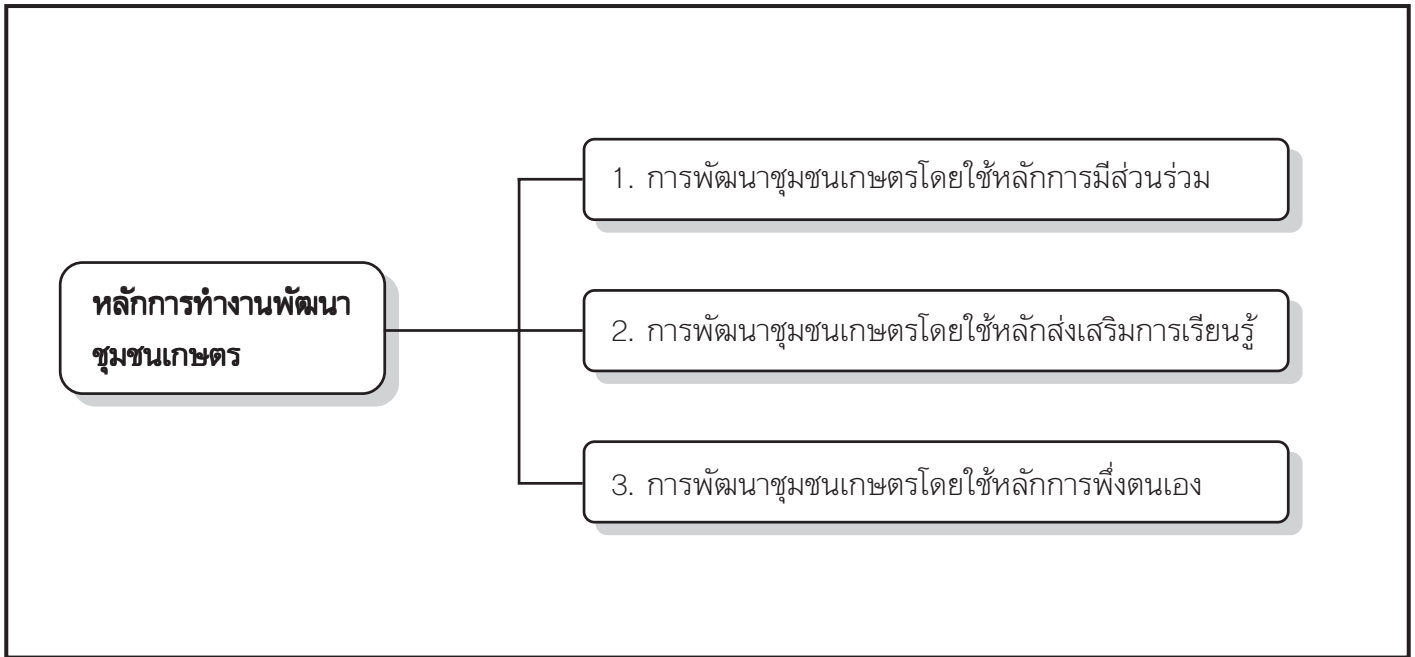 หลักการทำงานพัฒนา
ชุมชนเกษตร
1. การพัฒนาชุมชนเกษตรโดยใช้หลักการมีส่วนร่วม
2. การพัฒนาชุมชนเกษตรโดยใช้หลักส่งเสริมการเรียนรู้
3. การพัฒนาชุมชนเกษตรโดยใช้หลักการพึ่งตนเอง